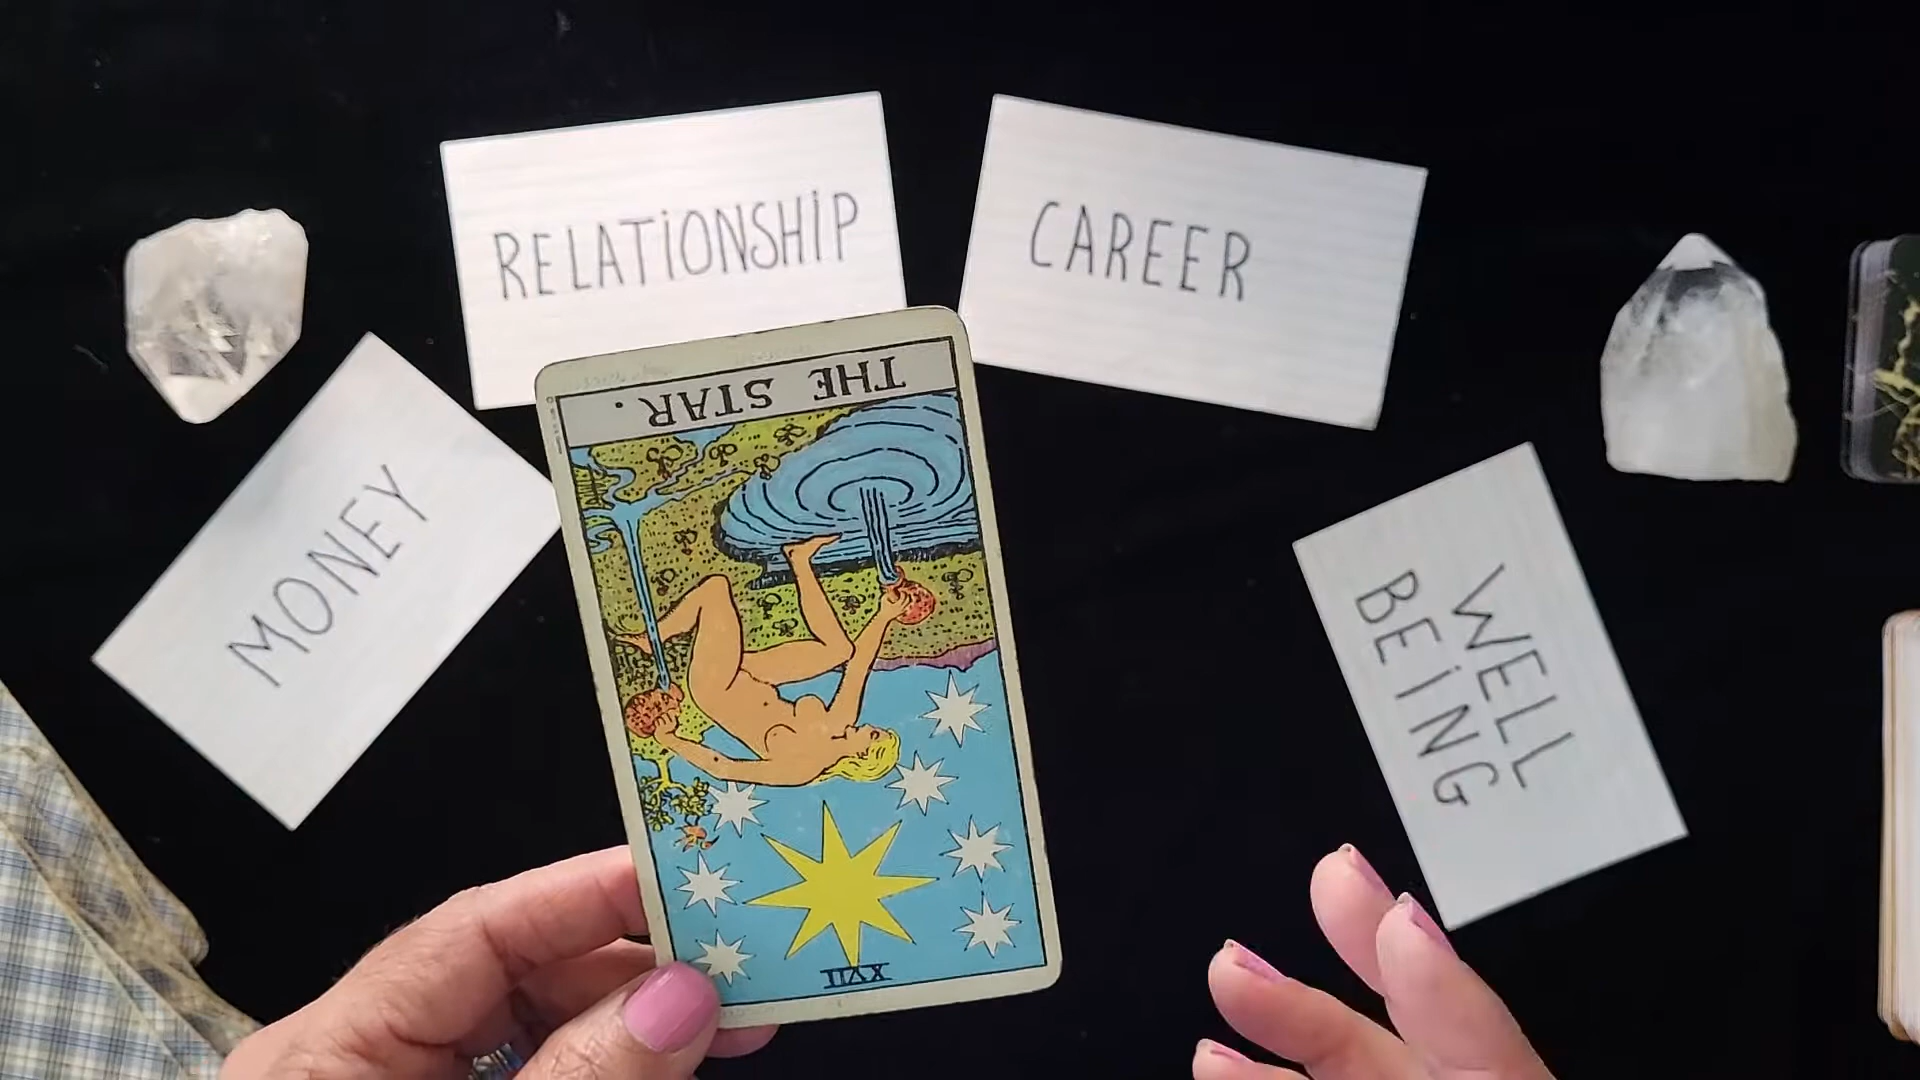 RELATIONSHIP
CAREER
MONEY
THE STAR.
WELL
BEING
XVII